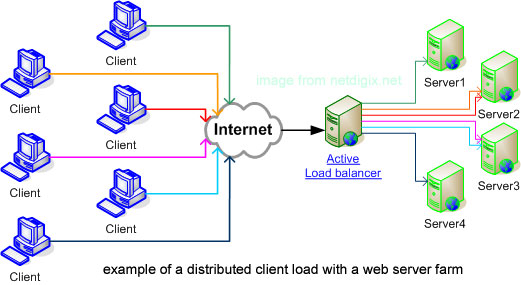 Client
image from netdigix.net
Server1
Client
Client
Server2
Internet
Active
Load balancer
Client
Client
Server3
Client
Server4
Client
example of a distributed client load with a web server farm